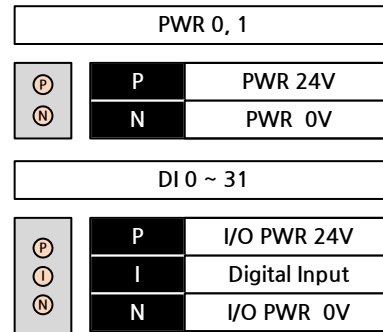 PWR 0, 1
P P PWR 24V
N N PWR 0V
DI 0 ~ 31
P P I/O PWR 24V
I I Digital Input
N N I/O PWR 0V